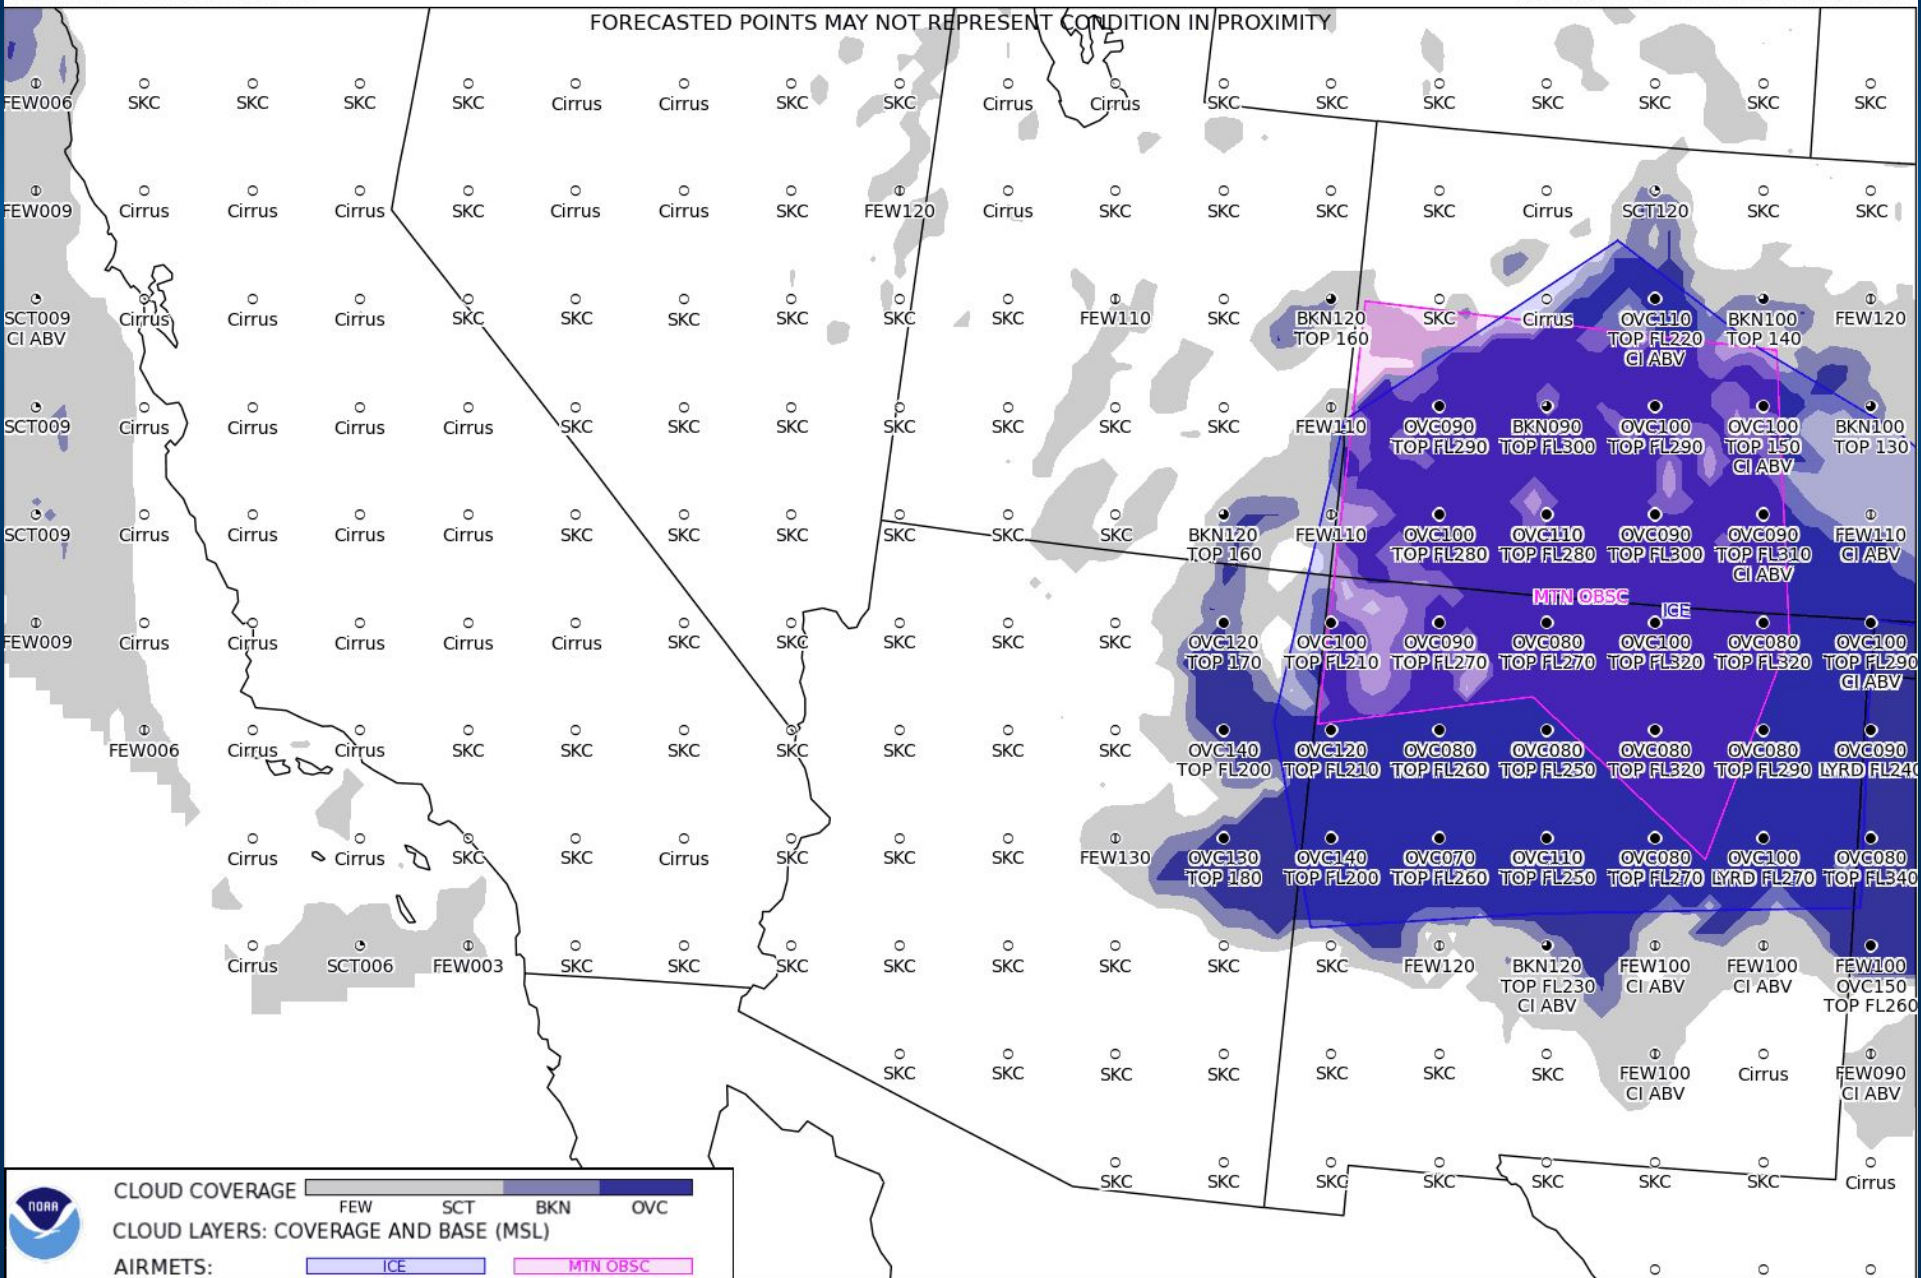 FORECASTED POINTS MAY NOT REPRESENT CONDITION IN PROXIMITY
FEW006 SKC SKC SKC SKC Cirrus Cirrus SKC SKC Cirrus Cirrus SKC SKC SKC SKC SKC SKC SKC
FEW009 Cirrus Cirrus Cirrus SKC Cirrus Cirrus SKC FEW120 Cirrus SKC SKC SKC SKC Cirrus SCT120 SKC SKC
SCT009 Cirrus Cirrus Cirrus SKC SKC SKC SKC SKC SKC FEW110 SKC BKN120 SKC Cirrus OVC110 BKN100 FEW120
CI ABV TOP 160 TOP FL220 TOP 140
CI ABV
SCT009 Cirrus Cirrus Cirrus Cirrus SKC SKC SKC SKC SKC SKC SKC FEW110 OVC090 BKN090 OVC100 OVC100 BKN100
TOP FL290 TOP FL300 TOP FL290 TOP 150 TOP 130
CI ABV
SCT009 Cirrus Cirrus Cirrus Cirrus SKC SKC SKC SKC SKC SKC BKN120 FEW110 OVC100 OVC110 OVC090 OVC090 FEW110
TOP 160 TOP FL280 TOP FL280 TOP FL300 TOP FL310 CI ABV
CI ABV
MTN OBSC
ICE
FEW009 Cirrus Cirrus Cirrus Cirrus Cirrus SKC SKC SKC SKC SKC OVC120 OVC100 OVC090 OVC080 OVC100 OVC080 OVC100
TOP 170 TOP FL210 TOP FL270 TOP FL270 TOP FL320 TOP FL320 TOP FL290
CI ABV
FEW006 Cirrus Cirrus SKC SKC SKC SKC SKC SKC SKC OVC140 OVC120 OVC080 OVC080 OVC080 OVC080 OVC090
TOP FL200 TOP FL210 TOP FL260 TOP FL250 TOP FL320 TOP FL290 LYRD FL240
Cirrus Cirrus SKC SKC Cirrus SKC SKC SKC FEW130 OVC130 OVC140 OVC070 OVC110 OVC080 OVC100 OVC080
TOP 180 TOP FL200 TOP FL260 TOP FL250 TOP FL270 LYRD FL270 TOP FL340
Cirrus SCT006 FEW003 SKC SKC SKC SKC SKC SKC SKC SKC FEW120 BKN120 FEW100 FEW100 FEW100
TOP FL230 CI ABV CI ABV OVC150
CI ABV TOP FL260
SKC SKC SKC SKC SKC SKC SKC FEW100 Cirrus FEW090
CI ABV CI ABV
SKC SKC SKC SKC SKC SKC SKC Cirrus
NOAA
CLOUD COVERAGE
FEW SCT BKN OVC
CLOUD LAYERS: COVERAGE AND BASE (MSL)
AIRMETS: ICE MTN OBSC